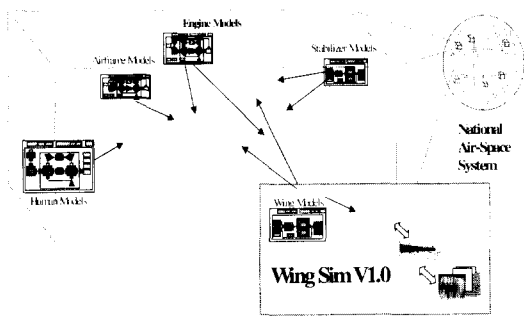 Engine Models
Airframe Models
Stabilizer Models
Human Models
National
Air-Space
System
Wing Models
Wing Sim V1.0